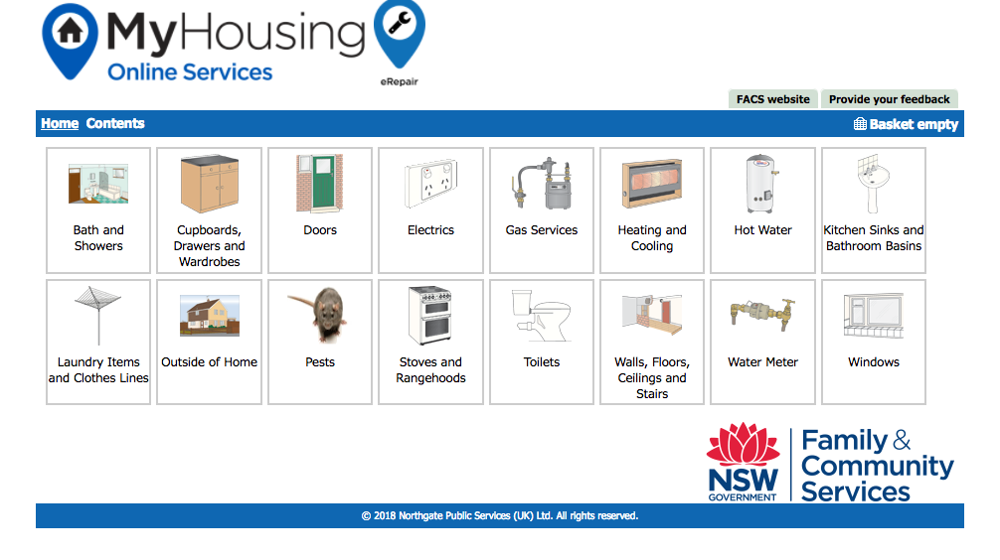 MyHousing
Online Services
eRepair
FACS website
Provide your feedback
Home Contents
Basket empty
Bath and
Showers
Cupboards,
Drawers and
Wardrobes
Doors
Electrics
Gas Services
Heating and
Cooling
Hot Water
Kitchen Sinks and
Bathroom Basins
Laundry Items
and Clothes Lines
Outside of Home
Pests
Stoves and
Rangehoods
Toilets
Walls, Floors,
Ceilings and
Stairs
Water Meter
Windows
NSW
GOVERNMENT
Family &
Community
Services
© 2018 Northgate Public Services (UK) Ltd. All rights reserved.